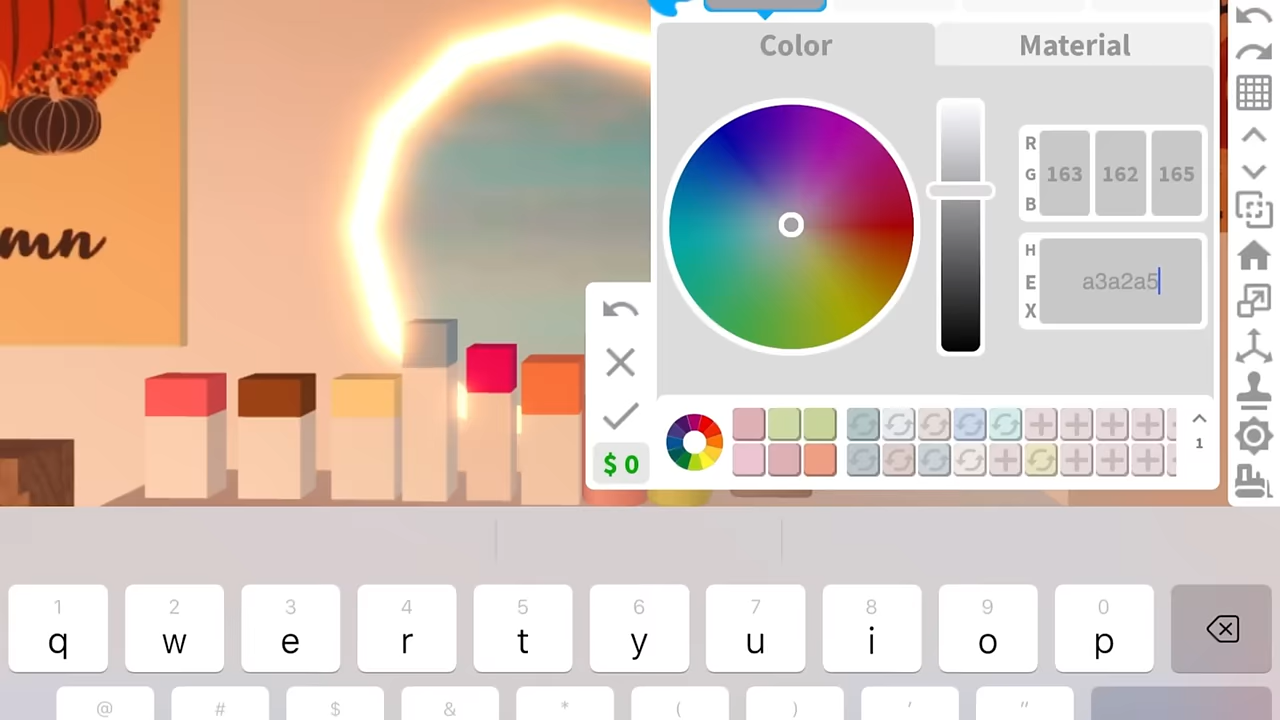 Color
Material
mn
R
G
B
163
162
165
H
E
X
a3a2a5
$ 0
1
1 2 3 4 5 6 7 8 9 0
q w e r t y u i o p
@ # $ & * ( ) ' "